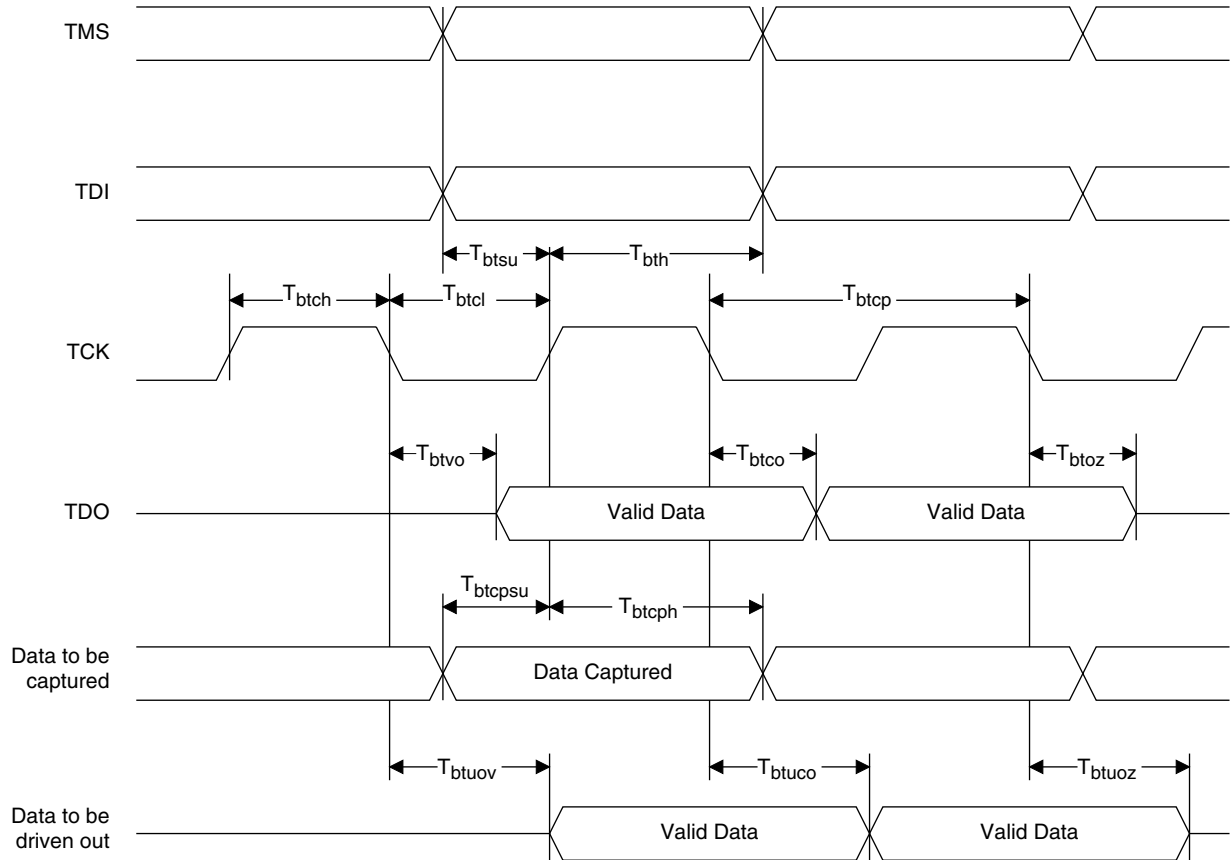 TMS
TDI
Tbtsu
Tbth
Tbtch
Tbtcl
Tbtcp
TCK
Tbtvo
Tbtco
Tbtoz
TDO
Valid Data
Valid Data
Tbtcpsu
Tbtcph
Data to be
captured
Data Captured
Tbtuov
Tbtuco
Tbtuoz
Data to be
driven out
Valid Data
Valid Data